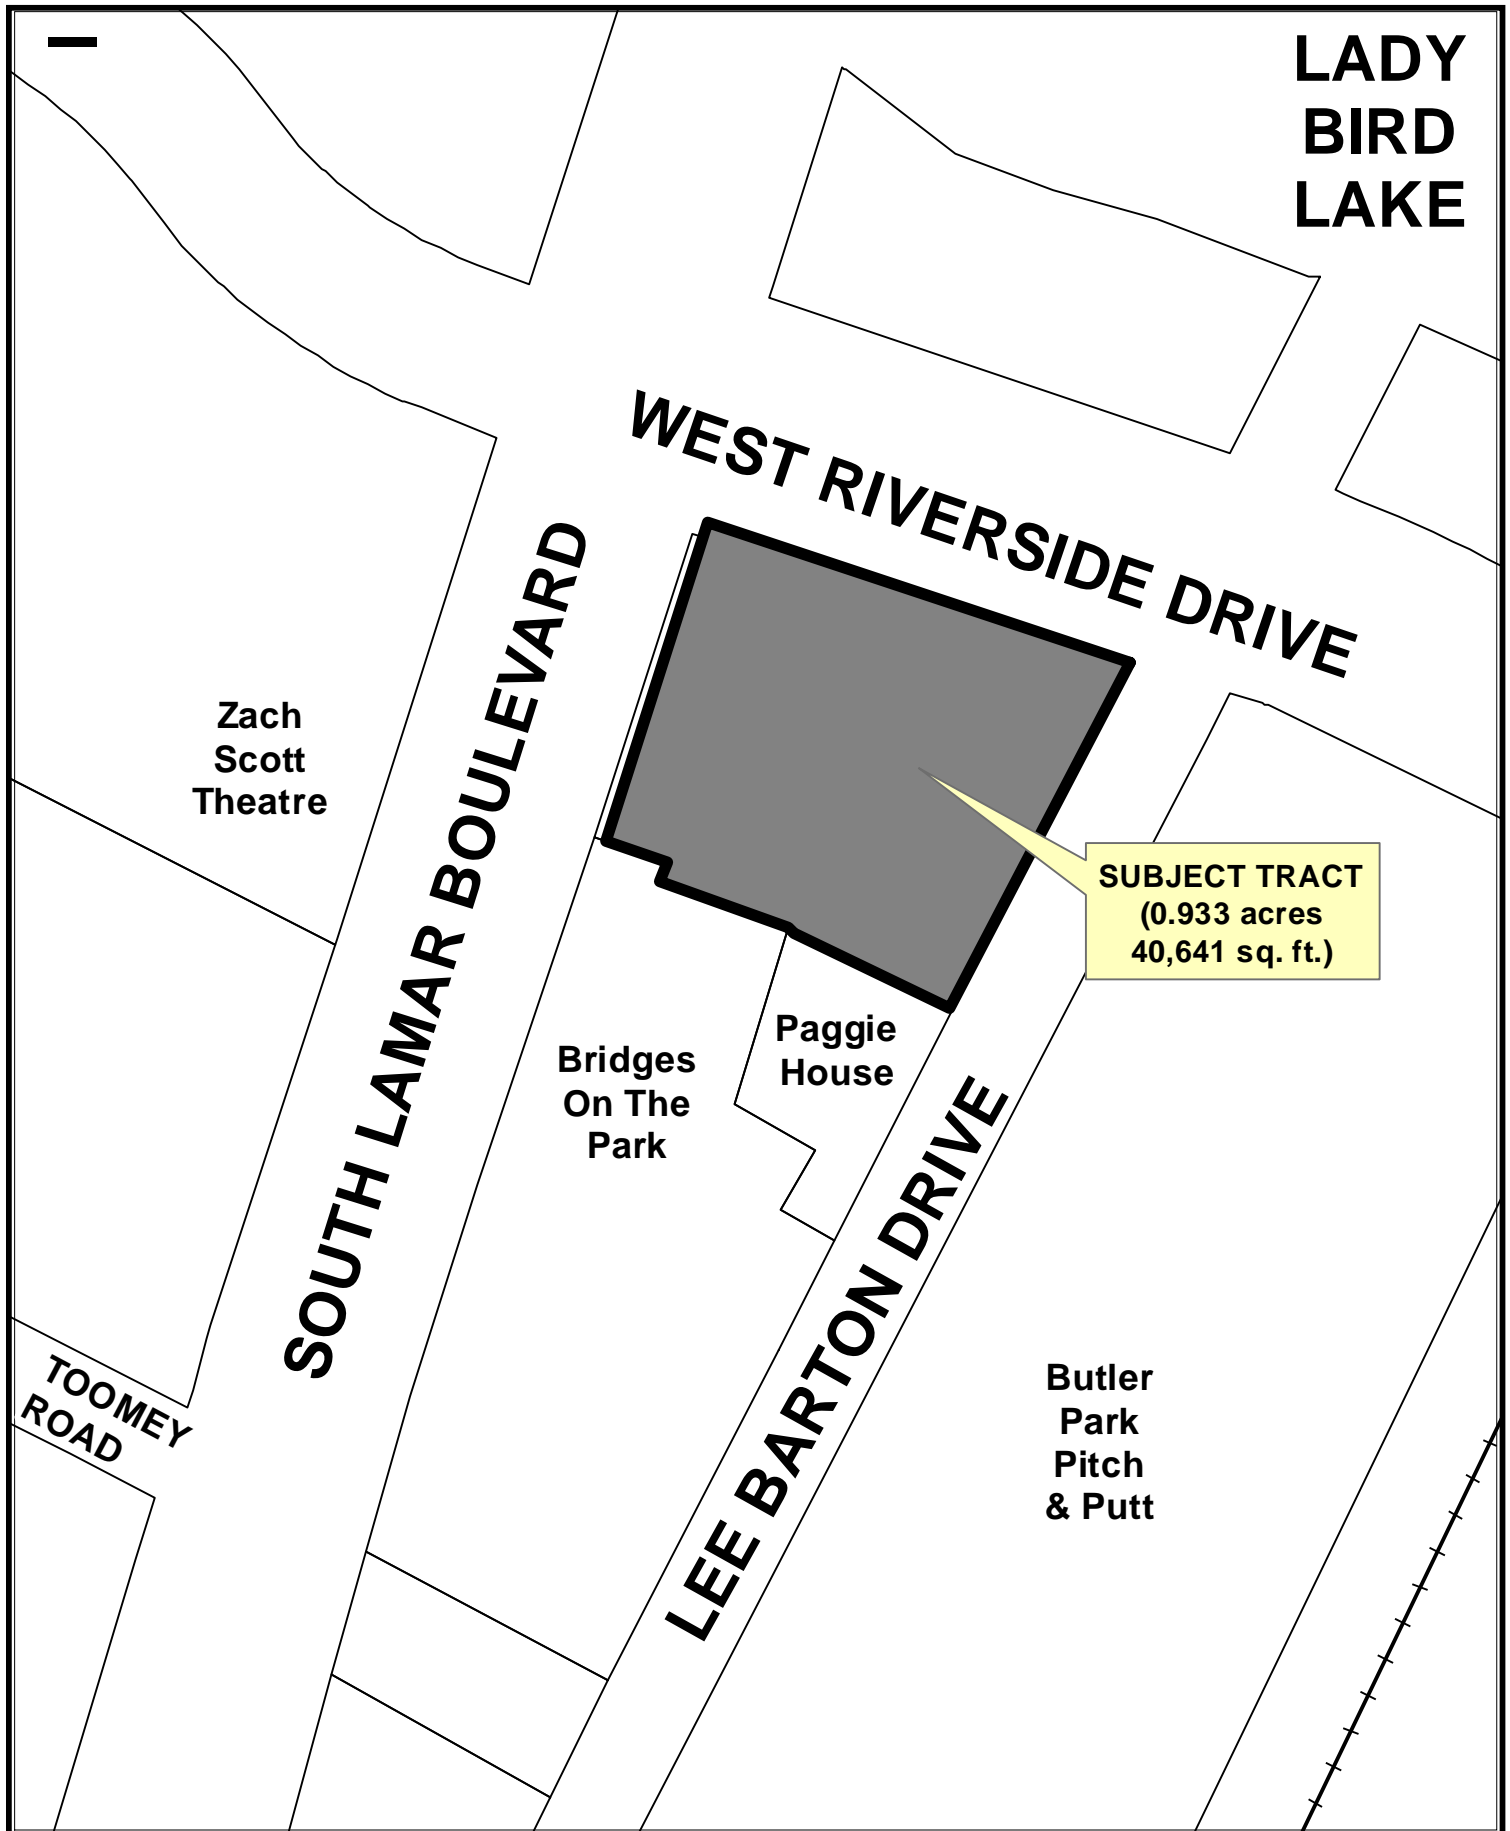 LADY
BIRD
LAKE
WEST RIVERSIDE DRIVE
SOUTH LAMAR BOULEVARD
Zach
Scott
Theatre
SUBJECT TRACT
(0.933 acres
40,641 sq. ft.)
Paggie
House
Bridges
On The
Park
LEE BARTON DRIVE
TOOMEY
ROAD
Butler
Park
Pitch
& Putt